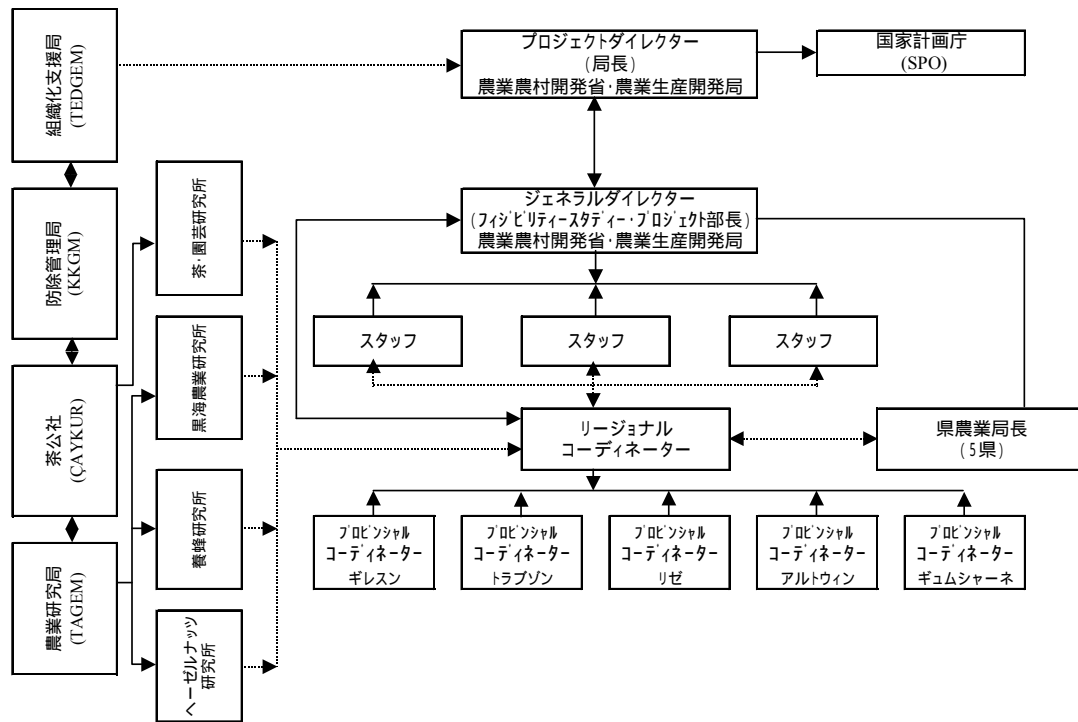 組織化支援局
(TEDGEM)
防除管理局
(KKGM)
茶公社
(ÇAYKUR)
農業研究局
(TAGEM)
茶・園芸研究所
黒海農業研究所
養蜂研究所
ヘーゼルナッツ
研究所
プロジェクトダイレクター
(局長)
農業農村開発省・農業生産開発局
国家計画庁
(SPO)
ジェネラルダイレクター
(フィジビリティースタディー・プロジェクト部長)
農業農村開発省・農業生産開発局
スタッフ
スタッフ
スタッフ
リージョナル
コーディネーター
県農業局長
(5県)
プロビンシャル
コーディネーター
ギレスン
プロビンシャル
コーディネーター
トラブゾン
プロビンシャル
コーディネーター
リゼ
プロビンシャル
コーディネーター
アルトウィン
プロビンシャル
コーディネーター
ギュムシャーネ